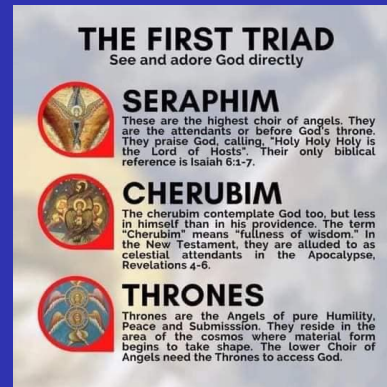 THE FIRST TRIAD
See and adore God directly
SERAPHIM
These are the highest choir of angels. They
are the attendants or before God's throne.
They praise God, calling, "Holy Holy Holy is
the Lord of Hosts". Their only biblical
reference is Isaiah 6:1-7.
CHERUBIM
The cherubim contemplate God too, but less
in himself than in his providence. The term
"Cherubim" means "fullness of wisdom." In
the New Testament, they are alluded to as
celestial attendants in the Apocalypse,
Revelations 4-6.
THRONES
Thrones are the Angels of pure Humility,
Peace and Submisssion. They reside in the
area of the cosmos where material form
begins to take shape. The lower Choir of
Angels need the Thrones to access God.